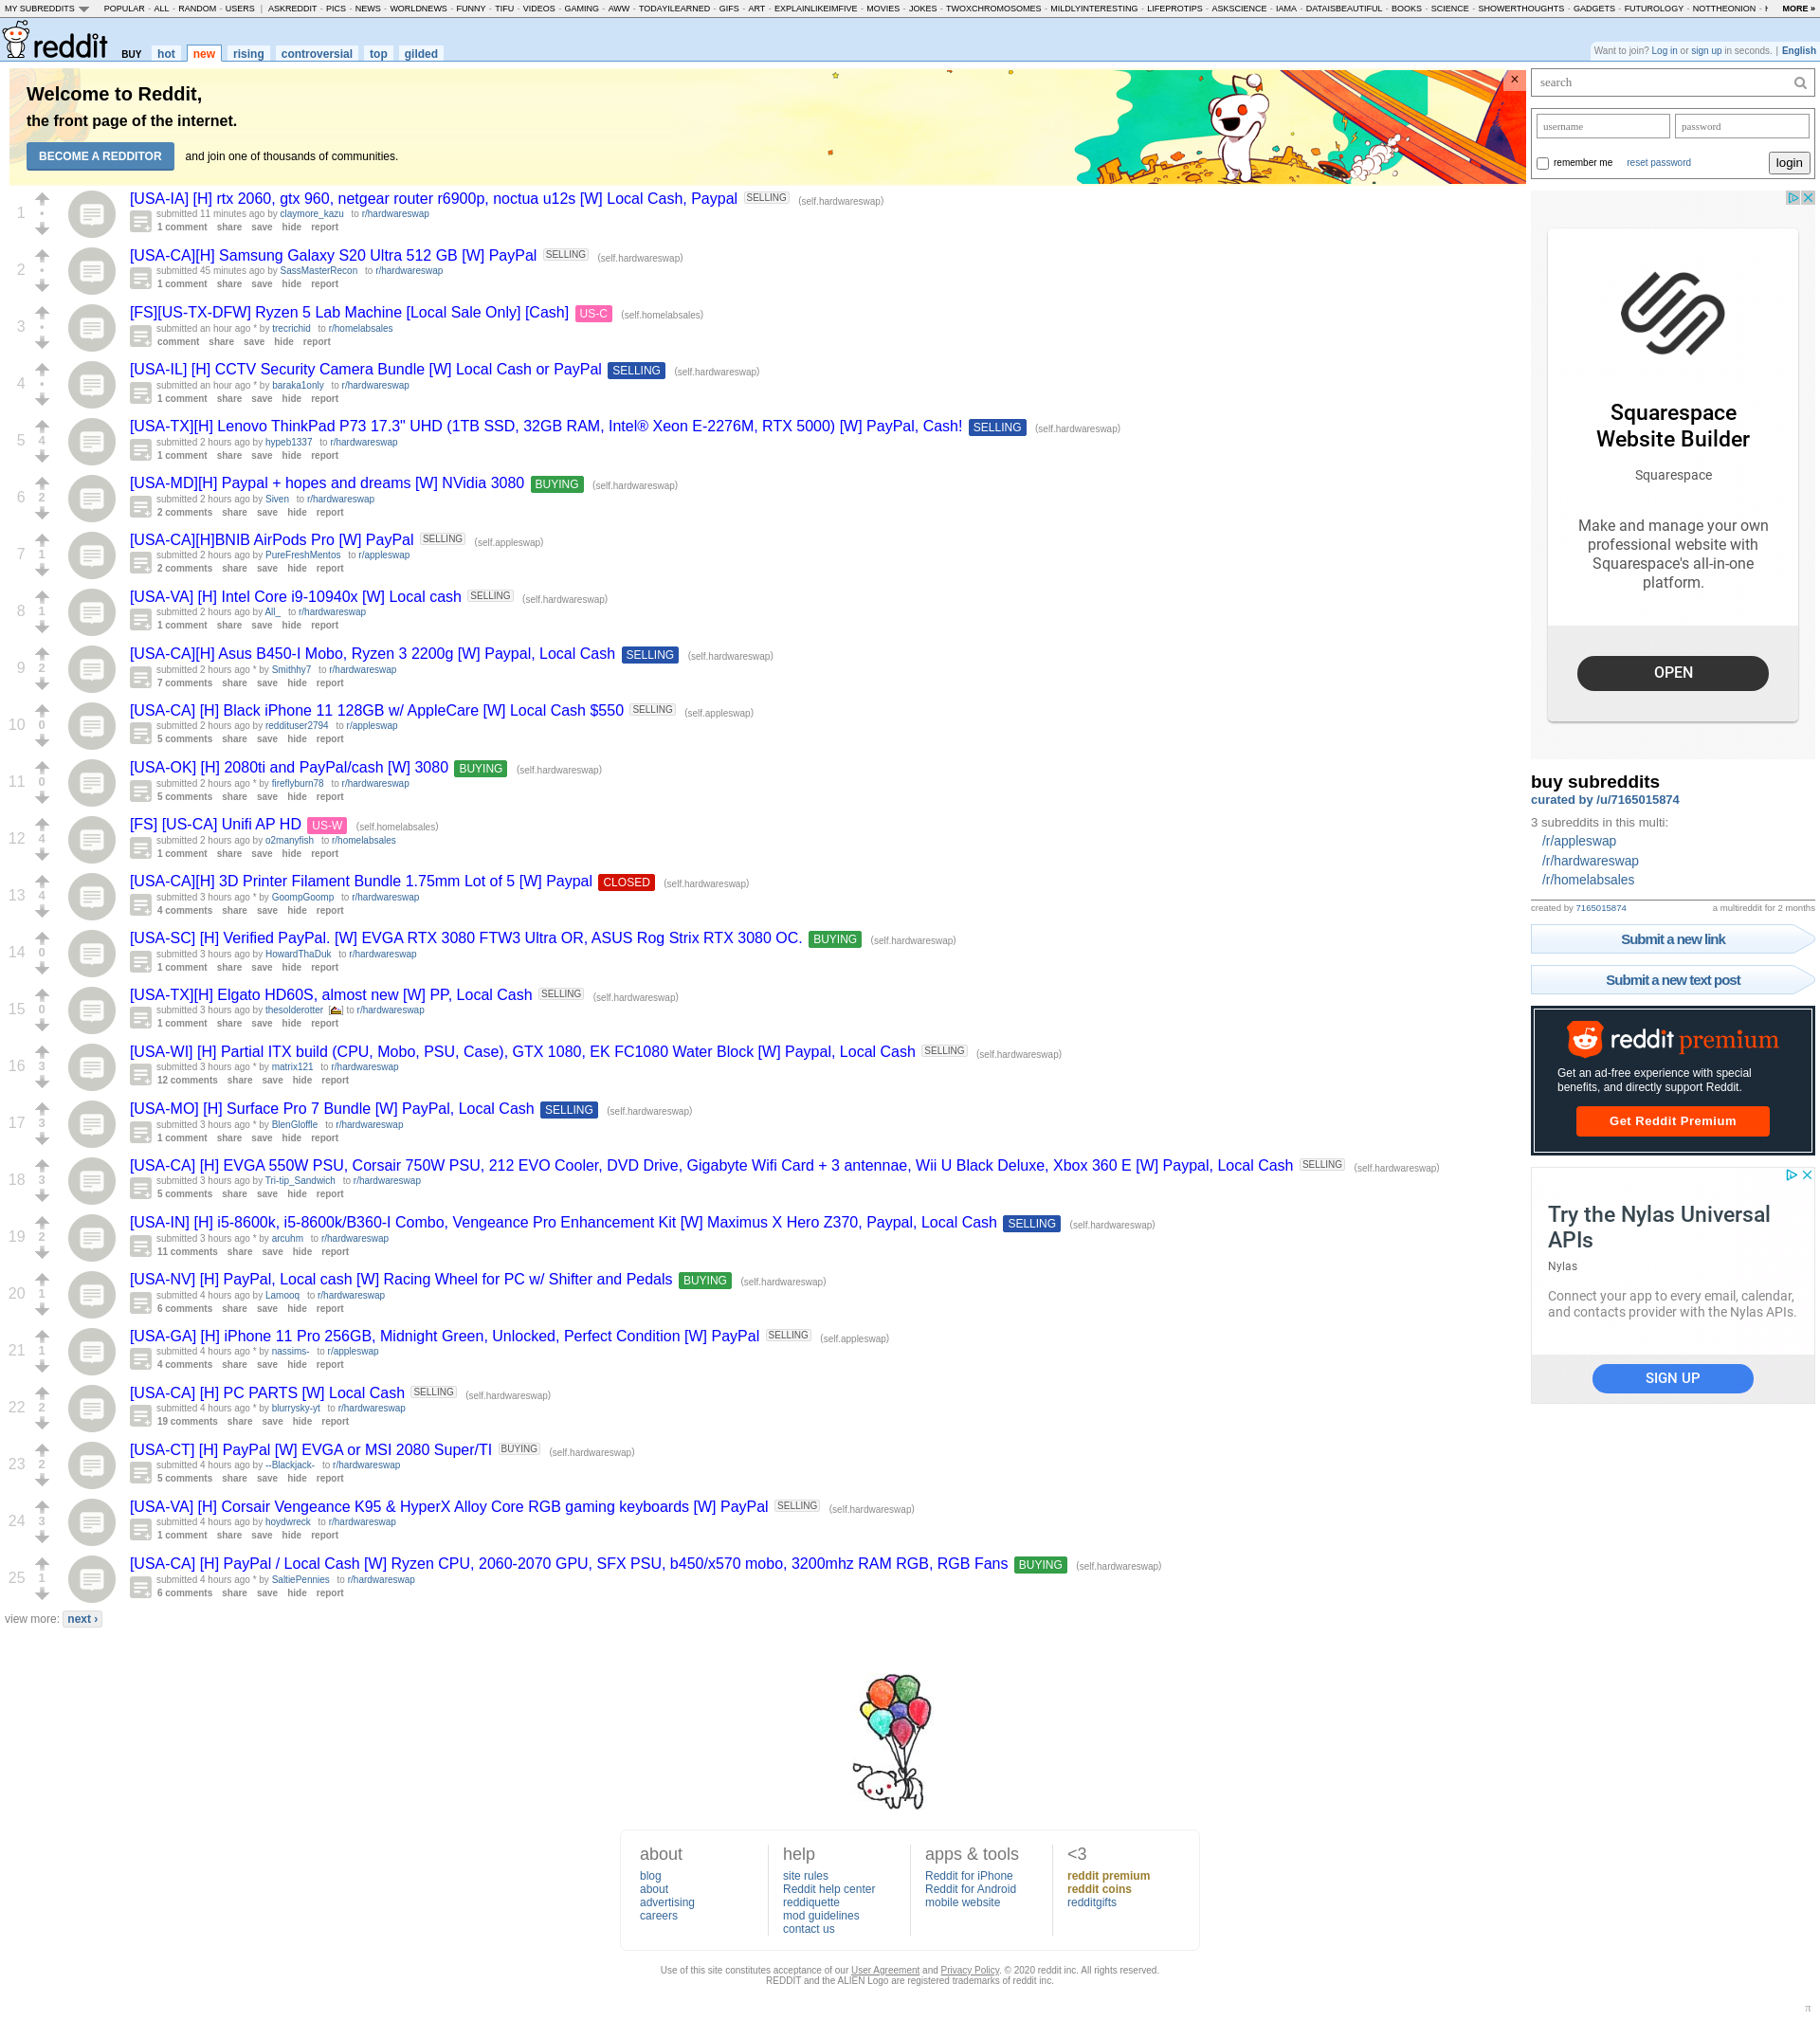 MY SUBREDDITS POPULAR - ALL - RANDOM - USERS | ASKREDDIT - PICS - NEWS - WORLDNEWS - FUNNY - TIFU - VIDEOS - GAMING - AWW - TODAYILEARNED - GIFS - ART - EXPLAINLIKEIMFIVE - MOVIES - JOKES - TWOXCHROMOSOMES - MILDLYINTERESTING - LIFEPROTIPS - ASKSCIENCE - IAMA - DATAISBEAUTIFUL - BOOKS - SCIENCE - SHOWERTHOUGHTS - GADGETS - FUTUROLOGY - NOTTHEONION - MORE »
reddit BUY hot new rising controversial top gilded
Want to join? Log in or sign up in seconds. | English
Welcome to Reddit,
the front page of the internet.
BECOME A REDDITOR and join one of thousands of communities.
×
1
[USA-IA] [H] rtx 2060, gtx 960, netgear router r6900p, noctua u12s [W] Local Cash, Paypal SELLING (self.hardwareswap)
submitted 11 minutes ago by claymore_kazu to r/hardwareswap
1 comment share save hide report
2
[USA-CA][H] Samsung Galaxy S20 Ultra 512 GB [W] PayPal SELLING (self.hardwareswap)
submitted 45 minutes ago by SassMasterRecon to r/hardwareswap
1 comment share save hide report
3
[FS][US-TX-DFW] Ryzen 5 Lab Machine [Local Sale Only] [Cash] US-C (self.homelabsales)
submitted an hour ago * by trecrichid to r/homelabsales
comment share save hide report
4
[USA-IL] [H] CCTV Security Camera Bundle [W] Local Cash or PayPal SELLING (self.hardwareswap)
submitted an hour ago * by baraka1only to r/hardwareswap
1 comment share save hide report
5 4
[USA-TX][H] Lenovo ThinkPad P73 17.3" UHD (1TB SSD, 32GB RAM, Intel® Xeon E-2276M, RTX 5000) [W] PayPal, Cash! SELLING (self.hardwareswap)
submitted 2 hours ago by hypeb1337 to r/hardwareswap
1 comment share save hide report
6 2
[USA-MD][H] Paypal + hopes and dreams [W] NVidia 3080 BUYING (self.hardwareswap)
submitted 2 hours ago by Siven to r/hardwareswap
2 comments share save hide report
7 1
[USA-CA][H]BNIB AirPods Pro [W] PayPal SELLING (self.appleswap)
submitted 2 hours ago by PureFreshMentos to r/appleswap
2 comments share save hide report
8 1
[USA-VA] [H] Intel Core i9-10940x [W] Local cash SELLING (self.hardwareswap)
submitted 2 hours ago by All_ to r/hardwareswap
1 comment share save hide report
9 2
[USA-CA][H] Asus B450-I Mobo, Ryzen 3 2200g [W] Paypal, Local Cash SELLING (self.hardwareswap)
submitted 2 hours ago * by Smithhy7 to r/hardwareswap
7 comments share save hide report
10 0
[USA-CA] [H] Black iPhone 11 128GB w/ AppleCare [W] Local Cash $550 SELLING (self.appleswap)
submitted 2 hours ago by reddituser2794 to r/appleswap
5 comments share save hide report
11 0
[USA-OK] [H] 2080ti and PayPal/cash [W] 3080 BUYING (self.hardwareswap)
submitted 2 hours ago * by fireflyburn78 to r/hardwareswap
5 comments share save hide report
12 4
[FS] [US-CA] Unifi AP HD US-W (self.homelabsales)
submitted 2 hours ago by o2manyfish to r/homelabsales
1 comment share save hide report
13 4
[USA-CA][H] 3D Printer Filament Bundle 1.75mm Lot of 5 [W] Paypal CLOSED (self.hardwareswap)
submitted 3 hours ago * by GoompGoomp to r/hardwareswap
4 comments share save hide report
14 0
[USA-SC] [H] Verified PayPal. [W] EVGA RTX 3080 FTW3 Ultra OR, ASUS Rog Strix RTX 3080 OC. BUYING (self.hardwareswap)
submitted 3 hours ago by HowardThaDuk to r/hardwareswap
1 comment share save hide report
15 0
[USA-TX][H] Elgato HD60S, almost new [W] PP, Local Cash SELLING (self.hardwareswap)
submitted 3 hours ago by thesolderotter [] to r/hardwareswap
1 comment share save hide report
16 3
[USA-WI] [H] Partial ITX build (CPU, Mobo, PSU, Case), GTX 1080, EK FC1080 Water Block [W] Paypal, Local Cash SELLING (self.hardwareswap)
submitted 3 hours ago * by matrix121 to r/hardwareswap
12 comments share save hide report
17 3
[USA-MO] [H] Surface Pro 7 Bundle [W] PayPal, Local Cash SELLING (self.hardwareswap)
submitted 3 hours ago * by BlenGloffle to r/hardwareswap
1 comment share save hide report
18 3
[USA-CA] [H] EVGA 550W PSU, Corsair 750W PSU, 212 EVO Cooler, DVD Drive, Gigabyte Wifi Card + 3 antennae, Wii U Black Deluxe, Xbox 360 E [W] Paypal, Local Cash SELLING (self.hardwareswap)
submitted 3 hours ago by Tri-tip_Sandwich to r/hardwareswap
5 comments share save hide report
19 2
[USA-IN] [H] i5-8600k, i5-8600k/B360-I Combo, Vengeance Pro Enhancement Kit [W] Maximus X Hero Z370, Paypal, Local Cash SELLING (self.hardwareswap)
submitted 3 hours ago * by arcuhm to r/hardwareswap
11 comments share save hide report
20 1
[USA-NV] [H] PayPal, Local cash [W] Racing Wheel for PC w/ Shifter and Pedals BUYING (self.hardwareswap)
submitted 4 hours ago by Lamooq to r/hardwareswap
6 comments share save hide report
21 1
[USA-GA] [H] iPhone 11 Pro 256GB, Midnight Green, Unlocked, Perfect Condition [W] PayPal SELLING (self.appleswap)
submitted 4 hours ago * by nassims- to r/appleswap
4 comments share save hide report
22 2
[USA-CA] [H] PC PARTS [W] Local Cash SELLING (self.hardwareswap)
submitted 4 hours ago * by blurrysky-yt to r/hardwareswap
19 comments share save hide report
23 2
[USA-CT] [H] PayPal [W] EVGA or MSI 2080 Super/TI BUYING (self.hardwareswap)
submitted 4 hours ago by --Blackjack- to r/hardwareswap
5 comments share save hide report
24 3
[USA-VA] [H] Corsair Vengeance K95 & HyperX Alloy Core RGB gaming keyboards [W] PayPal SELLING (self.hardwareswap)
submitted 4 hours ago by hoydwreck to r/hardwareswap
1 comment share save hide report
25 1
[USA-CA] [H] PayPal / Local Cash [W] Ryzen CPU, 2060-2070 GPU, SFX PSU, b450/x570 mobo, 3200mhz RAM RGB, RGB Fans BUYING (self.hardwareswap)
submitted 4 hours ago * by SaltiePennies to r/hardwareswap
6 comments share save hide report
view more: next ›
search
username password
remember me reset password login
Squarespace
Website Builder
Squarespace
Make and manage your own
professional website with
Squarespace's all-in-one
platform.
OPEN
buy subreddits
curated by /u/7165015874
3 subreddits in this multi:
/r/appleswap
/r/hardwareswap
/r/homelabsales
created by 7165015874 a multireddit for 2 months
Submit a new link
Submit a new text post
reddit premium
Get an ad-free experience with special
benefits, and directly support Reddit.
Get Reddit Premium
Try the Nylas Universal
APIs
Nylas
Connect your app to every email, calendar,
and contacts provider with the Nylas APIs.
SIGN UP
about
blog
about
advertising
careers
help
site rules
Reddit help center
reddiquette
mod guidelines
contact us
apps & tools
Reddit for iPhone
Reddit for Android
mobile website
<3
reddit premium
reddit coins
redditgifts
Use of this site constitutes acceptance of our User Agreement and Privacy Policy. © 2020 reddit inc. All rights reserved.
REDDIT and the ALIEN Logo are registered trademarks of reddit inc.
π